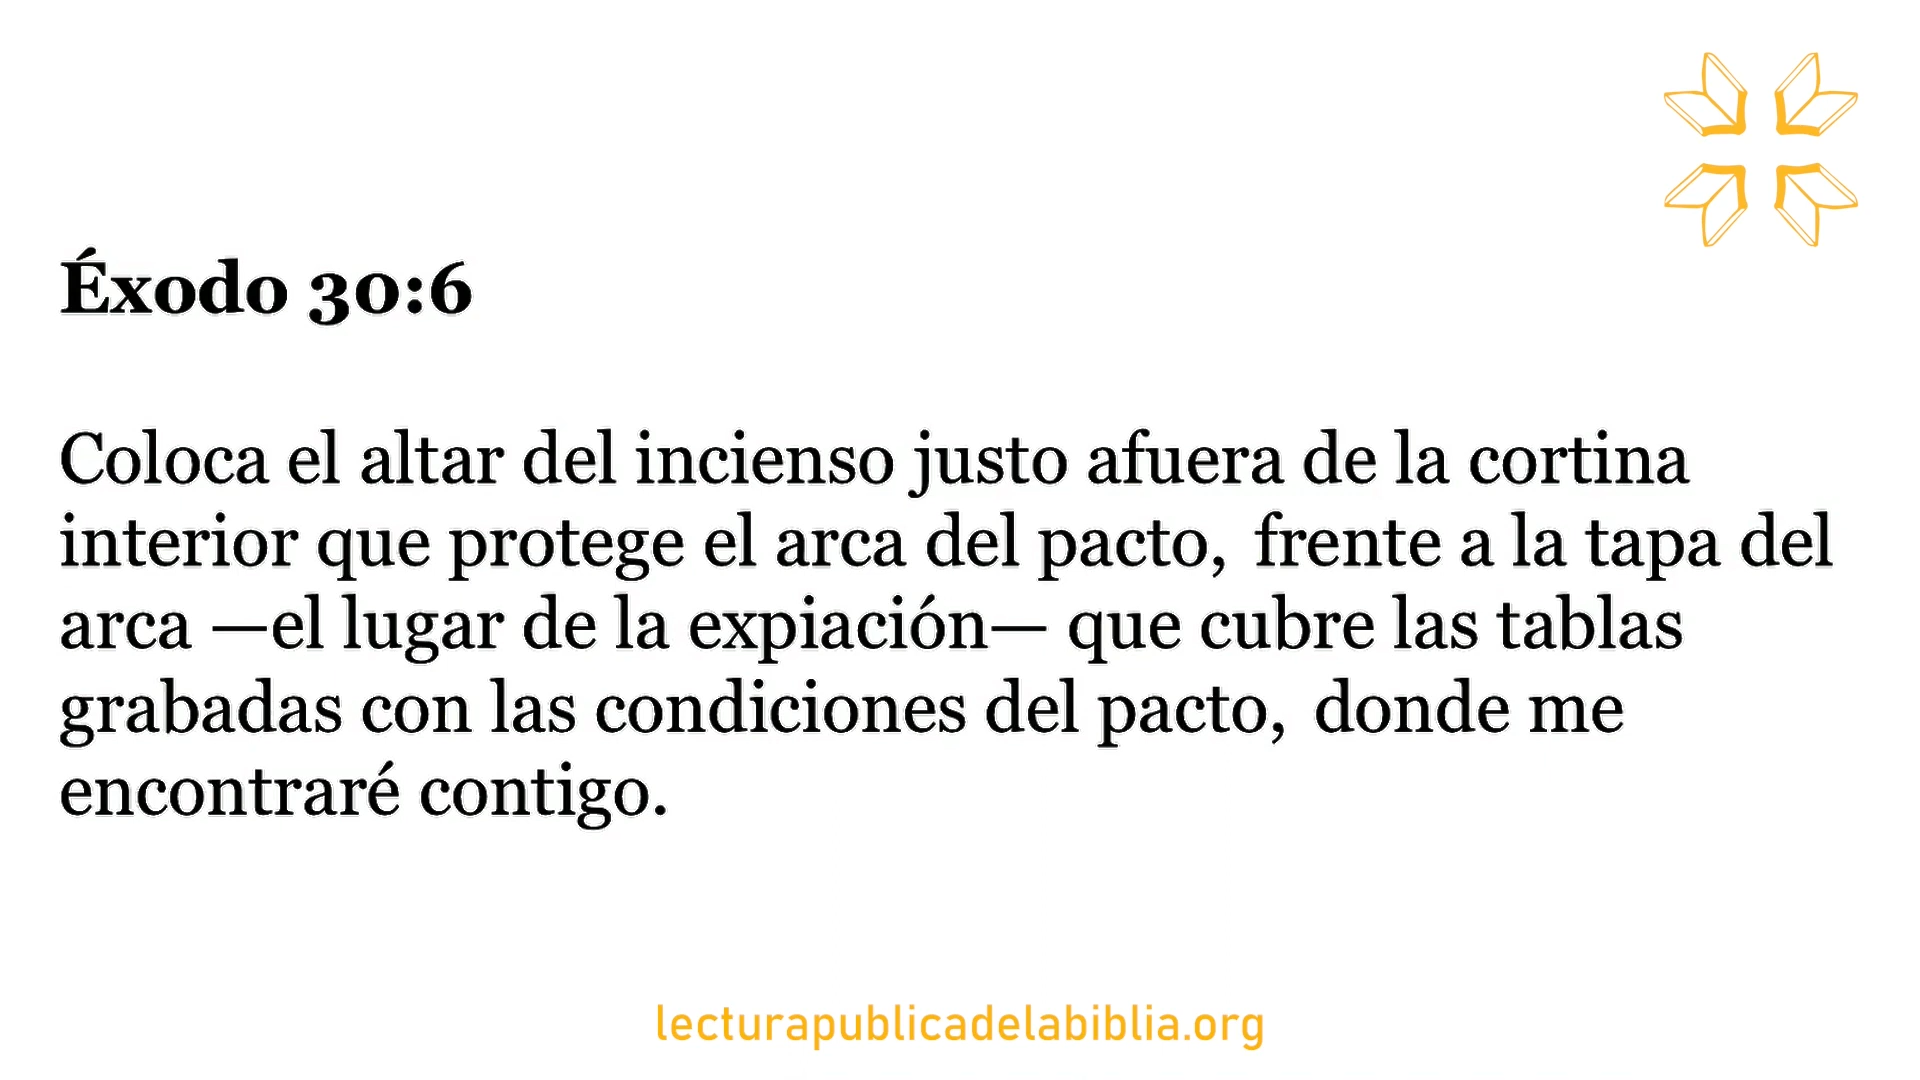 Éxodo 30:6
Coloca el altar del incienso justo afuera de la cortina
interior que protege el arca del pacto, frente a la tapa del
arca —el lugar de la expiación— que cubre las tablas
grabadas con las condiciones del pacto, donde me
encontraré contigo.
lecturapublicadelabiblia.org